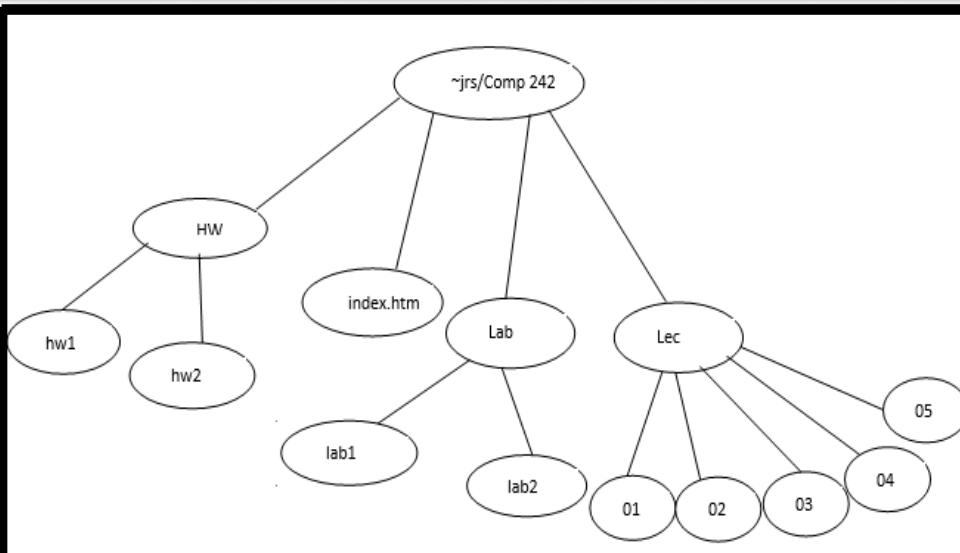 ~jrs/Comp 242
HW
index.htm
Lab
Lec
hw1
hw2
lab1
lab2
01
02
03
04
05